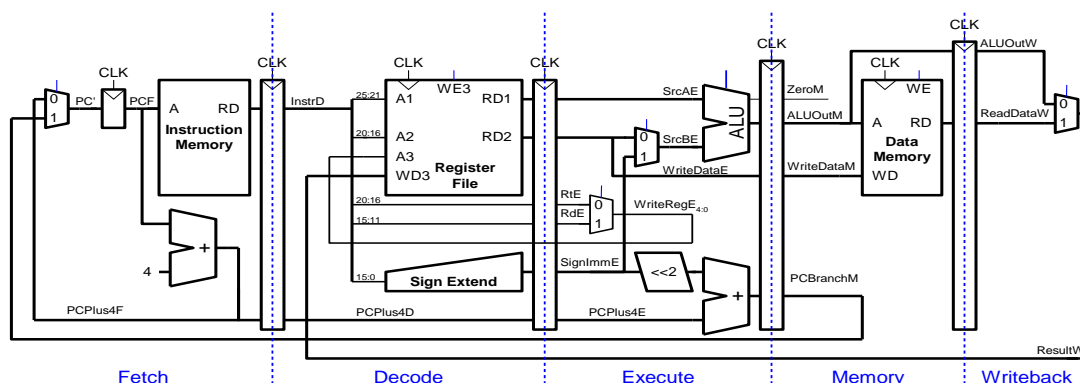 CLK
ALUOutW
CLK
CLK
CLK
CLK
CLK
0
1
PC'
PCF
A RD
Instruction
Memory
InstrD
25:21
A1
WE3
RD1
SrcAE
ZeroM
WE
20:16
A2
RD2
0
1
SrcBE
ALU
ALUOutM
A RD
Data
Memory
ReadDataW
0
1
A3
WD3
Register
File
WriteDataE
WriteDataM
WD
20:16
RtE
0
WriteRegE4:0
15:11
RdE
1
+
4
15:0
Sign Extend
SignImmE
<<2
+
PCBranchM
PCPlus4F
PCPlus4D
PCPlus4E
ResultW
Fetch
Decode
Execute
Memory
Writeback